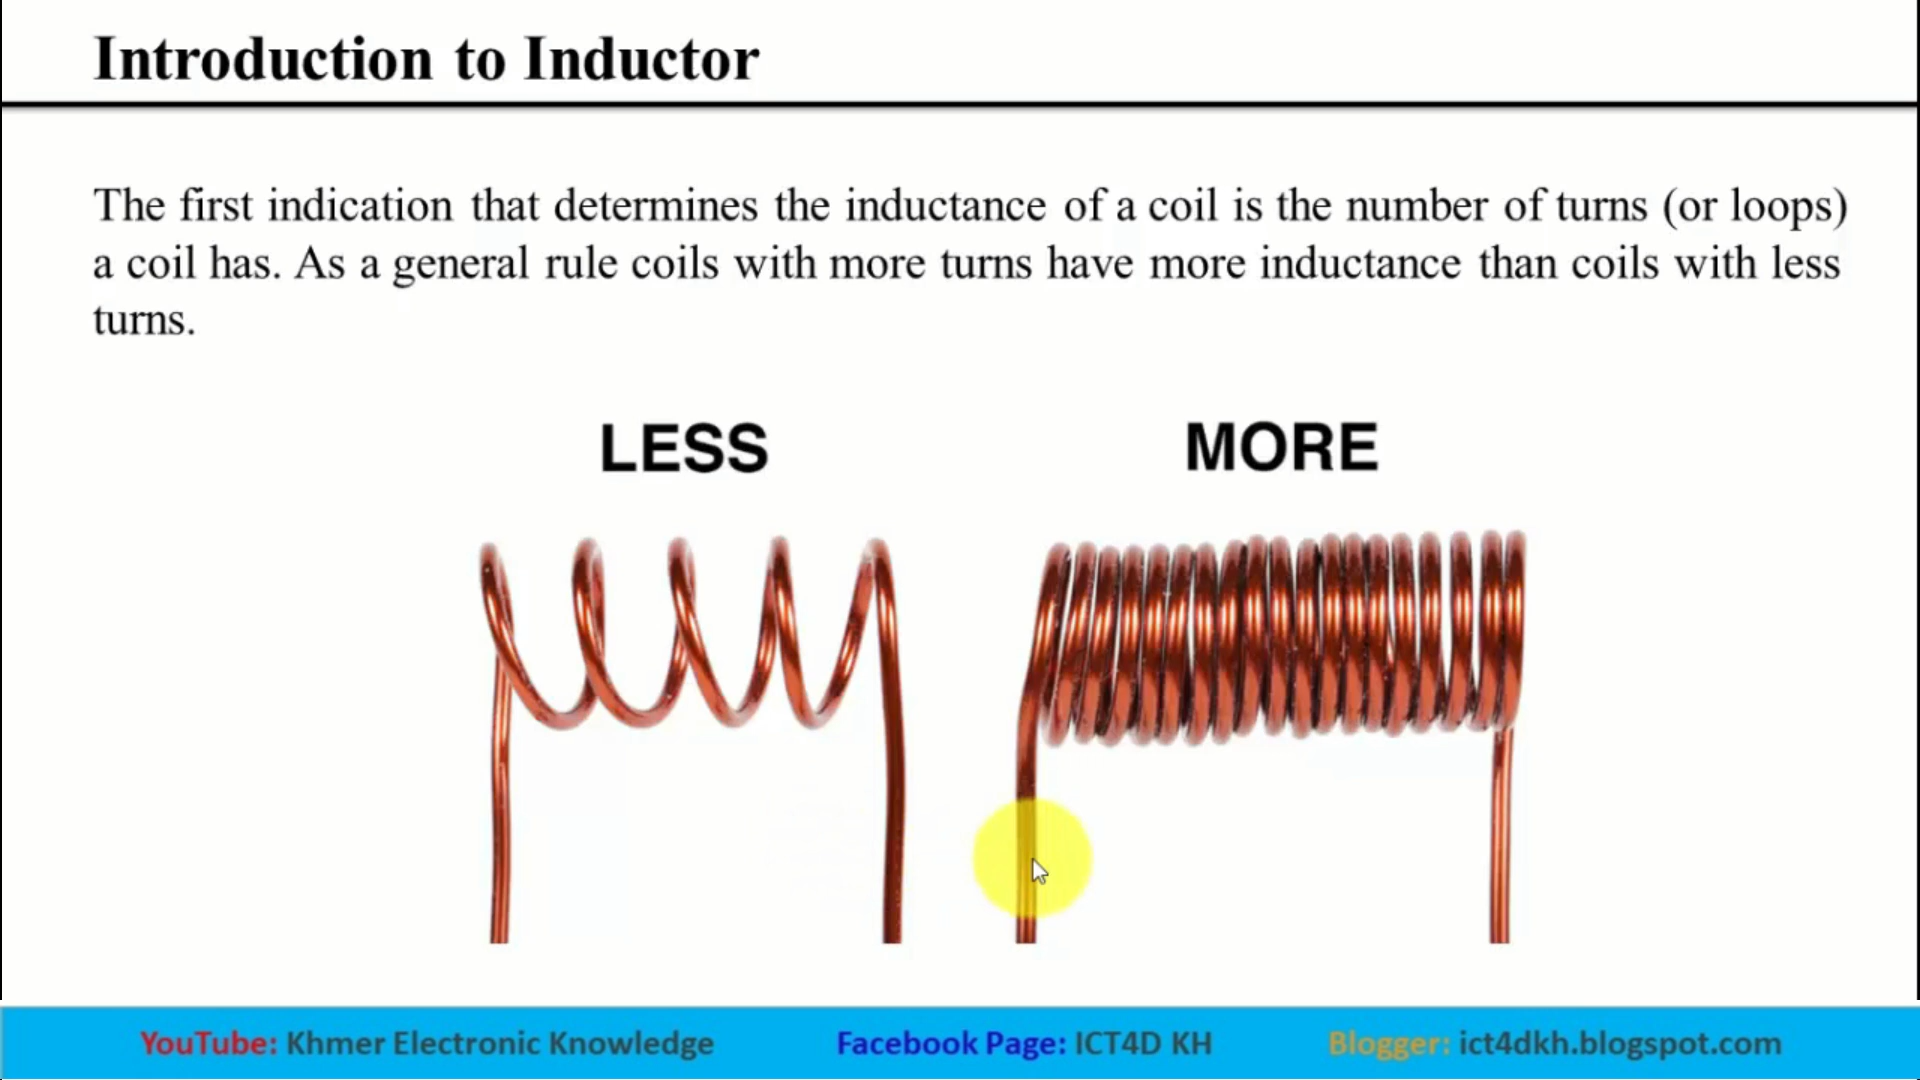 Introduction to Inductor
The first indication that determines the inductance of a coil is the number of turns (or loops)
a coil has. As a general rule coils with more turns have more inductance than coils with less
turns.
LESS
MORE
YouTube: Khmer Electronic Knowledge
Facebook Page: ICT4D KH
Blogger: ict4dkh.blogspot.com